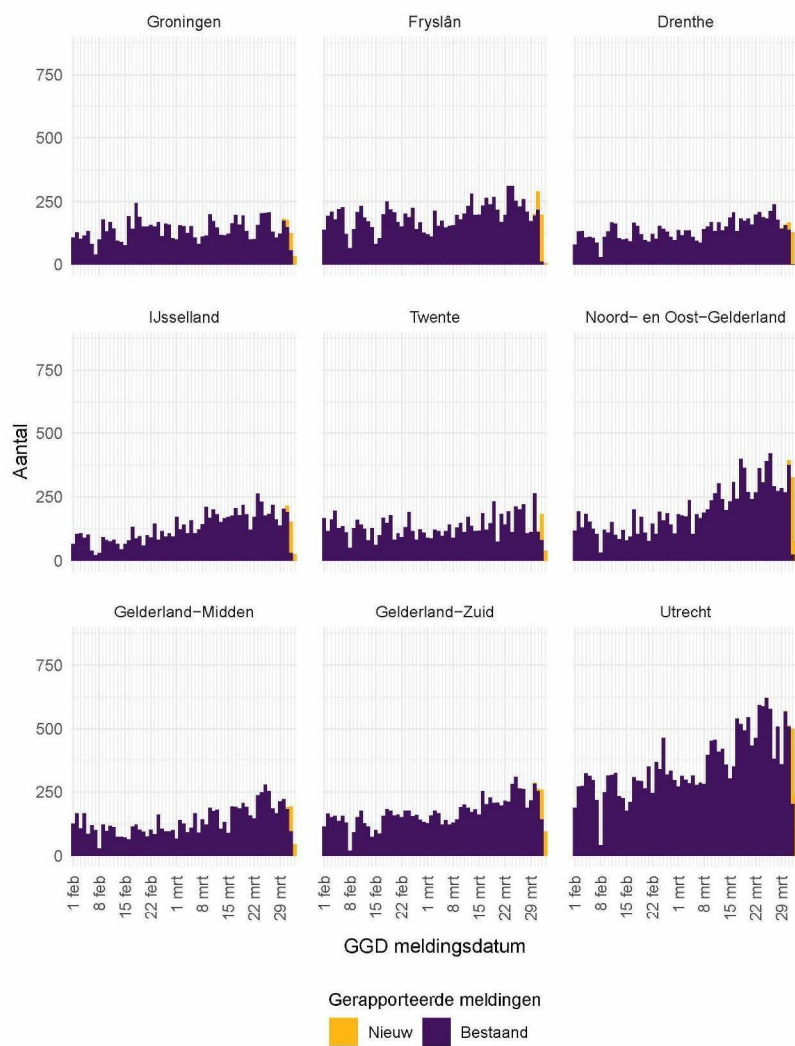 Groningen
Fryslân
Drenthe
750
500
250
0
IJsselland
Twente
Noord- en Oost-Gelderland
750
500
250
0
Aantal
Gelderland-Midden
Gelderland-Zuid
Utrecht
750
500
250
0
1 feb
8 feb
15 feb
22 feb
1 mrt
8 mrt
15 mrt
22 mrt
29 mrt
1 feb
8 feb
15 feb
22 feb
1 mrt
8 mrt
15 mrt
22 mrt
29 mrt
1 feb
8 feb
15 feb
22 feb
1 mrt
8 mrt
15 mrt
22 mrt
29 mrt
GGD meldingsdatum
Gerapporteerde meldingen
Nieuw
Bestaand